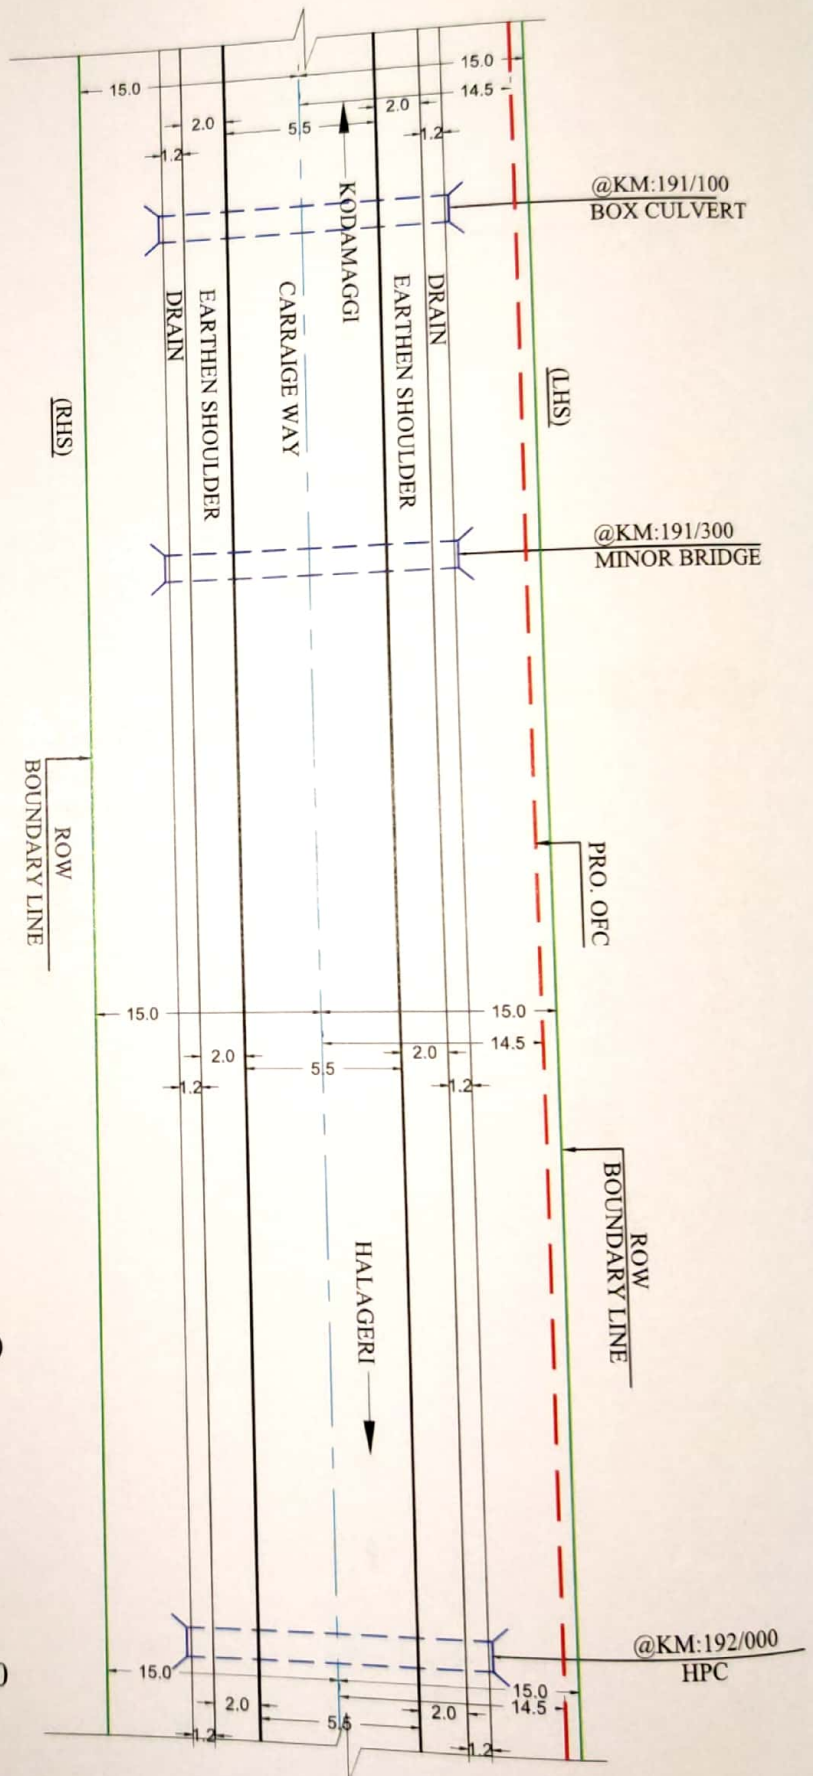 15.0
15.0
14.5
2.0
2.0
5.5
1.2
1.2
@KM:191/100
BOX CULVERT
KODAMAGGI
DRAIN
EARTHEN SHOULDER
CARRAIGE WAY
EARTHEN SHOULDER
DRAIN
(LHS)
(RHS)
@KM:191/300
MINOR BRIDGE
ROW
BOUNDARY LINE
PRO. OFC
15.0
15.0
14.5
2.0
2.0
5.5
1.2
1.2
ROW
BOUNDARY LINE
HALAGERI
@KM:192/000
HPC
15.0
15.0
14.5
2.0
2.0
5.5
1.2
1.2